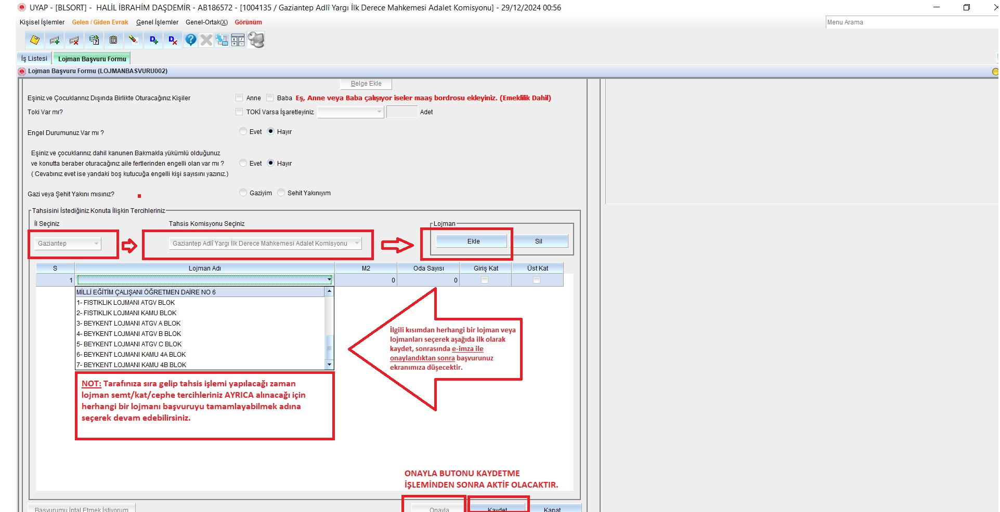 UYAP - [BLSORT] - HALİL İBRAHİM DAŞDEMİR - AB186572 - [1004135 / Gaziantep Adlî Yargı İlk Derece Mahkemesi Adalet Komisyonu] - 29/12/2024 00:56
Kişisel İşlemler Gelen / Giden Evrak Genel İşlemler Genel-Ortak(X) Görünüm
Menu Arama
İş Listesi Lojman Başvuru Formu
Lojman Başvuru Formu (LOJMANBASVURU002)
Belge Ekle
Eşiniz ve Çocuklarınız Dışında Birlikte Oturacağınız Kişiler Anne Baba Eş, Anne veya Baba çalışıyor iseler maaş bordrosu ekleyiniz. (Emeklilik Dahil)
Toki Var mı? TOKİ Varsa İşaretleyiniz Adet
Engel Durumunuz Var mı ? Evet Hayır
Eşiniz ve çocuklarınız dahil kanunen Bakmakla yükümlü olduğunuz
ve konutta beraber oturacağınız aile fertlerinden engelli olan var mı ? Evet Hayır
( Cevabınız evet ise yandaki boş kutucuğa engelli kişi sayısını yazınız.)
Gazi veya Şehit Yakını mısınız? Gaziyim Sehit Yakınıyım
Tahsisini İstediğiniz Konuta İlişkin Tercihleriniz
İl Seçiniz Tahsis Komisyonu Seçiniz Lojman
Gaziantep Gaziantep Adlî Yargı İlk Derece Mahkemesi Adalet Komisyonu Ekle Sil
S Lojman Adı M2 Oda Sayısı Giriş Kat Üst Kat
1 0 0
MİLLİ EĞİTİM ÇALIŞANI ÖĞRETMEN DAİRE NO 6
1- FISTIKLIK LOJMANI ATGV BLOK
2- FISTIKLIK LOJMANI KAMU BLOK
3- BEYKENT LOJMANI ATGV A BLOK
4- BEYKENT LOJMANI ATGV B BLOK
5- BEYKENT LOJMANI ATGV C BLOK
6- BEYKENT LOJMANI KAMU 4A BLOK
7- BEYKENT LOJMANI KAMU 4B BLOK
İlgili kısımdan herhangi bir lojman veya
lojmanları seçerek aşağıda ilk olarak
kaydet, sonrasında e-imza ile
onaylandıktan sonra başvurunuz
ekranımıza düşecektir.
NOT: Tarafınıza sıra gelip tahsis işlemi yapılacağı zaman
lojman semt/kat/cephe tercihleriniz AYRICA alınacağı için
herhangi bir lojmanı başvuruyu tamamlayabilmek adına
seçerek devam edebilirsiniz.
ONAYLA BUTONU KAYDETME
İŞLEMİNDEN SONRA AKTİF OLACAKTIR.
Başvurumu İptal Etmek İstiyorum Onayla Kaydet Kapat